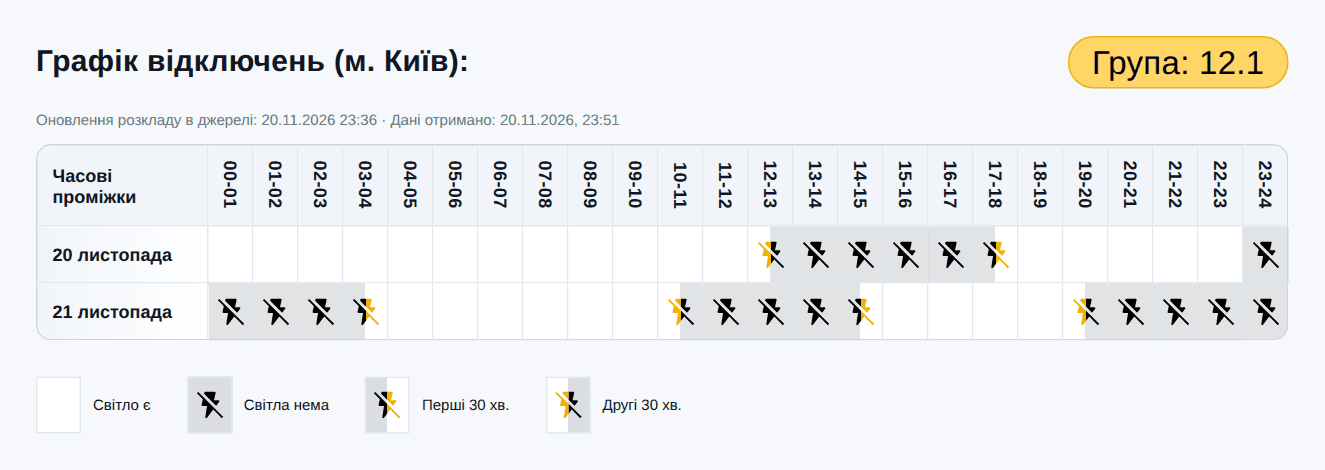 Графік відключень (м. Київ):
Група: 12.1
Оновлення розкладу в джерелі: 20.11.2026 23:36 · Дані отримано: 20.11.2026, 23:51
Часові
проміжки
00-01
01-02
02-03
03-04
04-05
05-06
06-07
07-08
08-09
09-10
10-11
11-12
12-13
13-14
14-15
15-16
16-17
17-18
18-19
19-20
20-21
21-22
22-23
23-24
20 листопада
21 листопада
Світло є
Світла нема
Перші 30 хв.
Другі 30 хв.